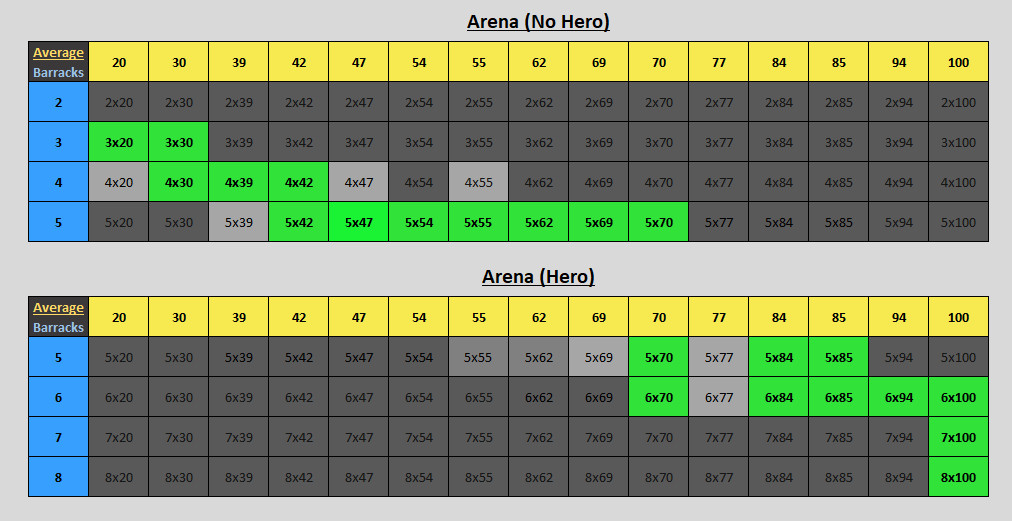 Arena (No Hero)
Average Barracks 20 30 39 42 47 54 55 62 69 70 77 84 85 94 100
2 2x20 2x30 2x39 2x42 2x47 2x54 2x55 2x62 2x69 2x70 2x77 2x84 2x85 2x94 2x100
3 3x20 3x30 3x39 3x42 3x47 3x54 3x55 3x62 3x69 3x70 3x77 3x84 3x85 3x94 3x100
4 4x20 4x30 4x39 4x42 4x47 4x54 4x55 4x62 4x69 4x70 4x77 4x84 4x85 4x94 4x100
5 5x20 5x30 5x39 5x42 5x47 5x54 5x55 5x62 5x69 5x70 5x77 5x84 5x85 5x94 5x100
Arena (Hero)
Average Barracks 20 30 39 42 47 54 55 62 69 70 77 84 85 94 100
5 5x20 5x30 5x39 5x42 5x47 5x54 5x55 5x62 5x69 5x70 5x77 5x84 5x85 5x94 5x100
6 6x20 6x30 6x39 6x42 6x47 6x54 6x55 6x62 6x69 6x70 6x77 6x84 6x85 6x94 6x100
7 7x20 7x30 7x39 7x42 7x47 7x54 7x55 7x62 7x69 7x70 7x77 7x84 7x85 7x94 7x100
8 8x20 8x30 8x39 8x42 8x47 8x54 8x55 8x62 8x69 8x70 8x77 8x84 8x85 8x94 8x100